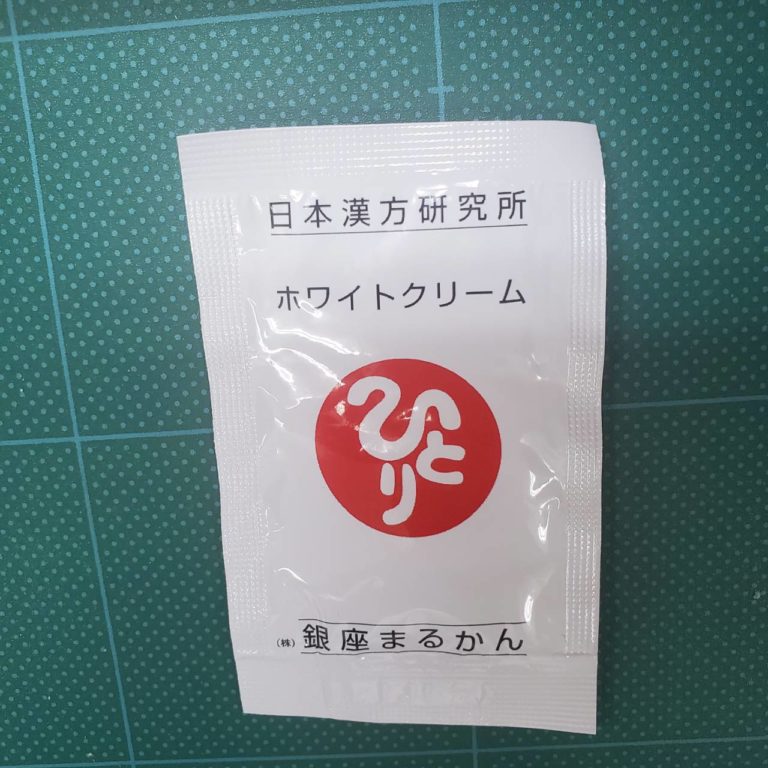 日本漢方研究所
ホワイトクリーム
ひとり
(株)銀座まるかん